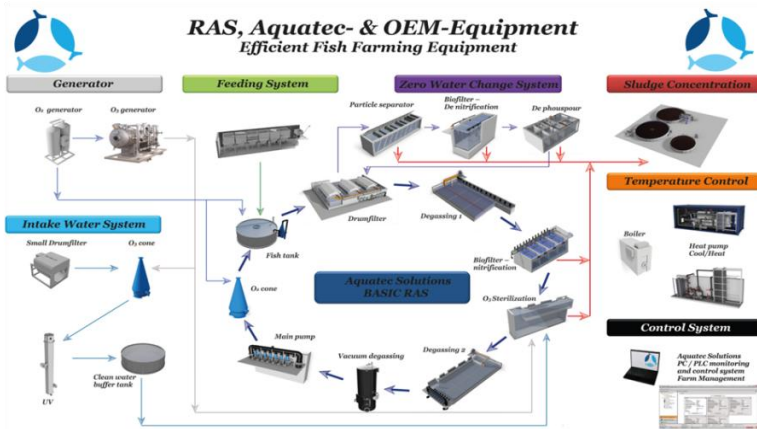 RAS, Aquatec- & OEM-Equipment
Efficient Fish Farming Equipment
Generator
Feeding System
Zero Water Change System
Sludge Concentration
O₂ generator
O₃ generator
Particle separator
Biofilter –
De nitrification
De phouspour
Temperature Control
Intake Water System
Small Drumfilter
O₃ cone
Fish tank
Drumfilter
Degassing 1
Boiler
Heat pump
Cool/Heat
Biofilter –
nitrification
Aquatec Solutions
BASIC RAS
O₂ cone
O₃ Sterilization
Main pump
Vacuum degassing
Degassing 2
Control System
UV
Clean water
buffer tank
Aquatec Solutions
PC / PLC monitoring
and control system
Farm Management